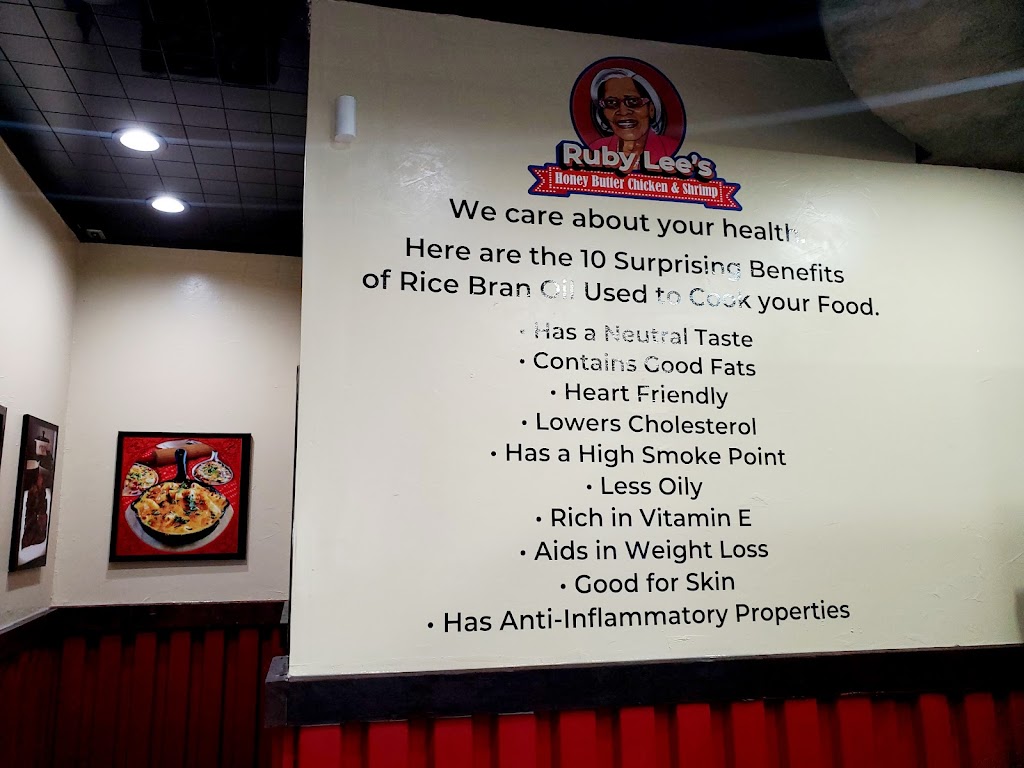 Ruby Lee's
Honey Butter Chicken & Shrimp
We care about your health.
Here are the 10 Surprising Benefits
of Rice Bran Oil Used to Cook your Food.
• Has a Neutral Taste
• Contains Good Fats
• Heart Friendly
• Lowers Cholesterol
• Has a High Smoke Point
• Less Oily
• Rich in Vitamin E
• Aids in Weight Loss
• Good for Skin
• Has Anti-Inflammatory Properties